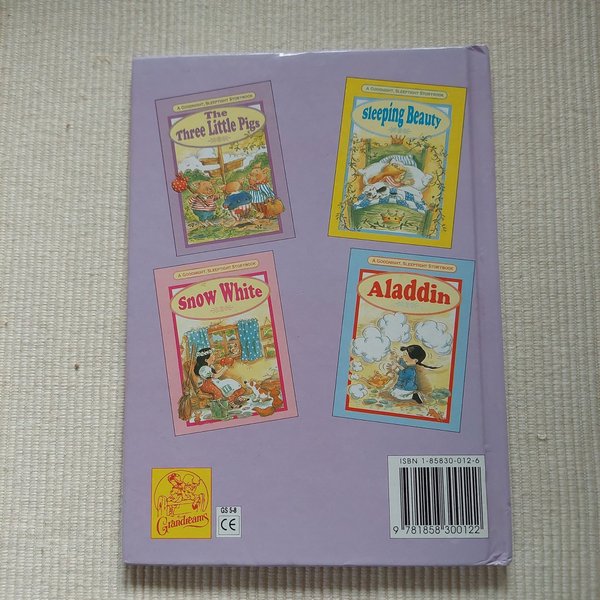 A GOODNIGHT, SLEEPTIGHT STORYBOOK
The
Three Little Pigs
A GOODNIGHT, SLEEPTIGHT STORYBOOK
Sleeping Beauty
A GOODNIGHT, SLEEPTIGHT STORYBOOK
Snow White
A GOODNIGHT, SLEEPTIGHT STORYBOOK
Aladdin
Grandreams
GS 5-8
CE
ISBN 1-85830-012-6
9 781858 300122